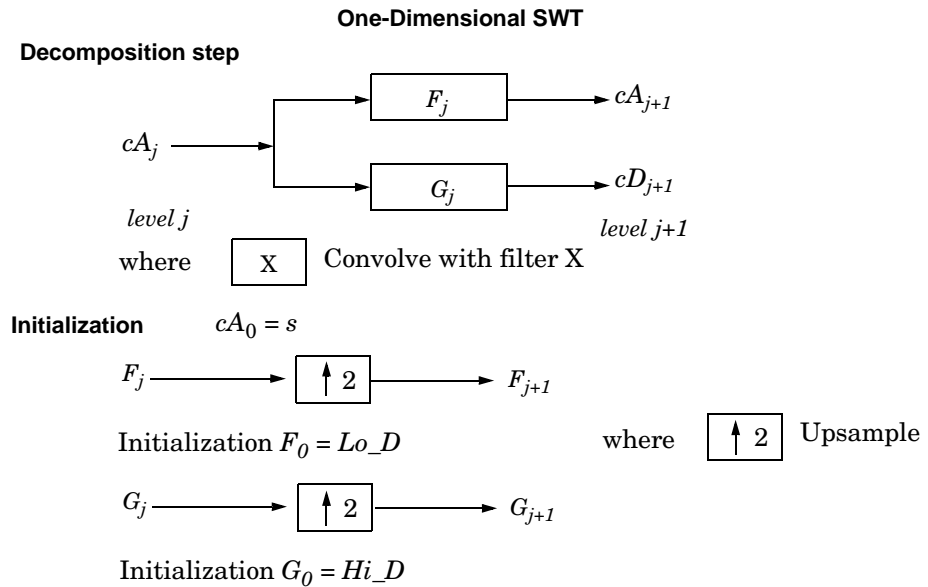 One-Dimensional SWT
Decomposition step
F_j
cA_{j+1}
cA_j
G_j
cD_{j+1}
level j
level j+1
where X Convolve with filter X
Initialization cA_0 = s
F_j ↑ 2 F_{j+1}
Initialization F_0 = Lo_D where ↑ 2 Upsample
G_j ↑ 2 G_{j+1}
Initialization G_0 = Hi_D